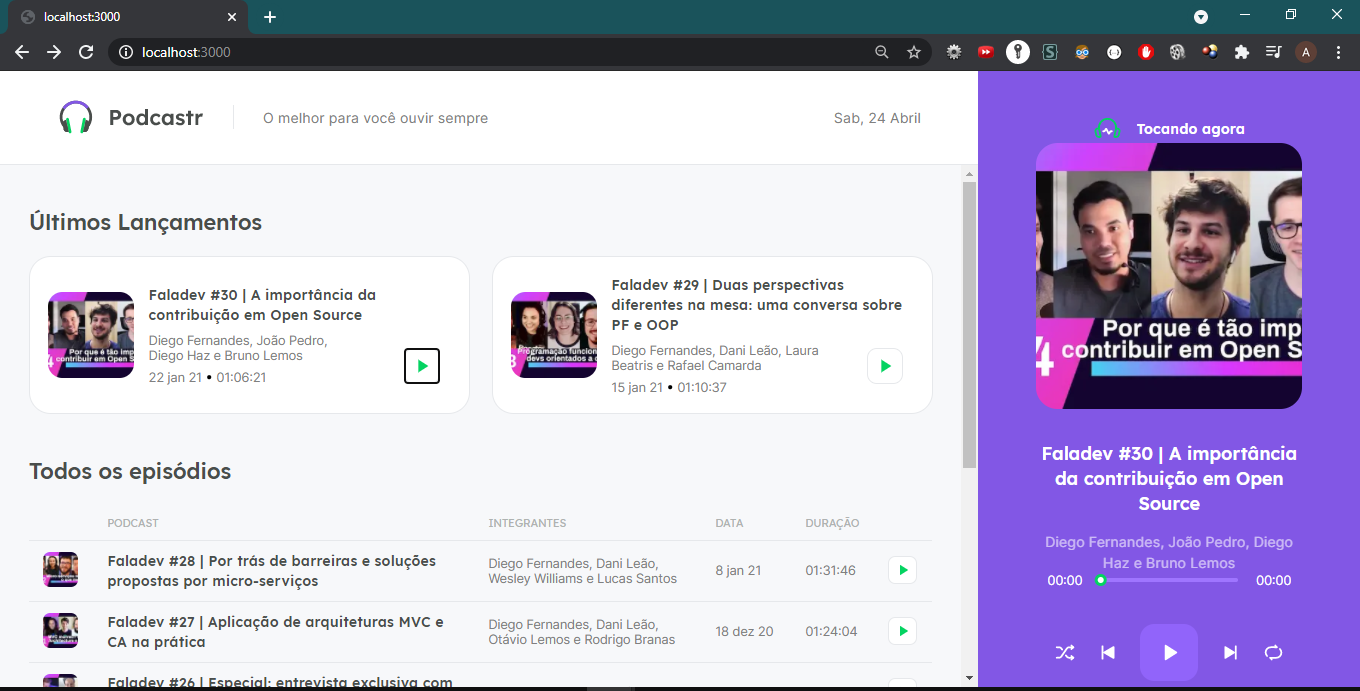 localhost:3000
localhost:3000
A
Podcastr
O melhor para você ouvir sempre
Sab, 24 Abril
Últimos Lançamentos
Por que é tão imp
contribuir em Open S
Faladev #30 | A importância da
contribuição em Open Source
Diego Fernandes, João Pedro,
Diego Haz e Bruno Lemos
22 jan 21 • 01:06:21
Programação funcion
devs orientados a o
Faladev #29 | Duas perspectivas
diferentes na mesa: uma conversa sobre
PF e OOP
Diego Fernandes, Dani Leão, Laura
Beatris e Rafael Camarda
15 jan 21 • 01:10:37
Todos os episódios
PODCAST INTEGRANTES DATA DURAÇÃO
Faladev #28 | Por trás de barreiras e soluções
propostas por micro-serviços
Diego Fernandes, Dani Leão,
Wesley Williams e Lucas Santos
8 jan 21
01:31:46
Faladev #27 | Aplicação de arquiteturas MVC e
CA na prática
Diego Fernandes, Dani Leão,
Otávio Lemos e Rodrigo Branas
18 dez 20
01:24:04
Faladev #26 | Especial: entrevista exclusiva com
Tocando agora
Por que é tão imp
4 contribuir em Open S
Faladev #30 | A importância
da contribuição em Open
Source
Diego Fernandes, João Pedro, Diego
Haz e Bruno Lemos
00:00 00:00